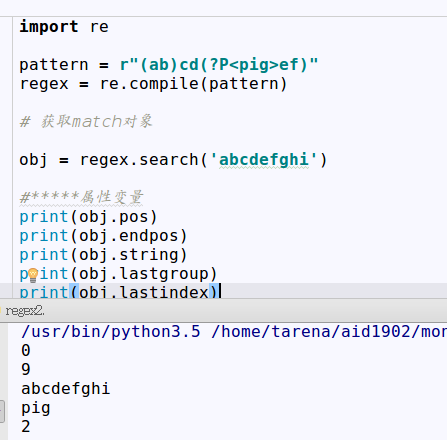 import re
pattern = r"(ab)cd(?P<pig>ef)"
regex = re.compile(pattern)
# 获取match对象
obj = regex.search('abcdefghi')
#*****属性变量
print(obj.pos)
print(obj.endpos)
print(obj.string)
print(obj.lastgroup)
print(obj.lastindex)
regex2.
/usr/bin/python3.5 /home/tarena/aid1902/mon
0
9
abcdefghi
pig
2